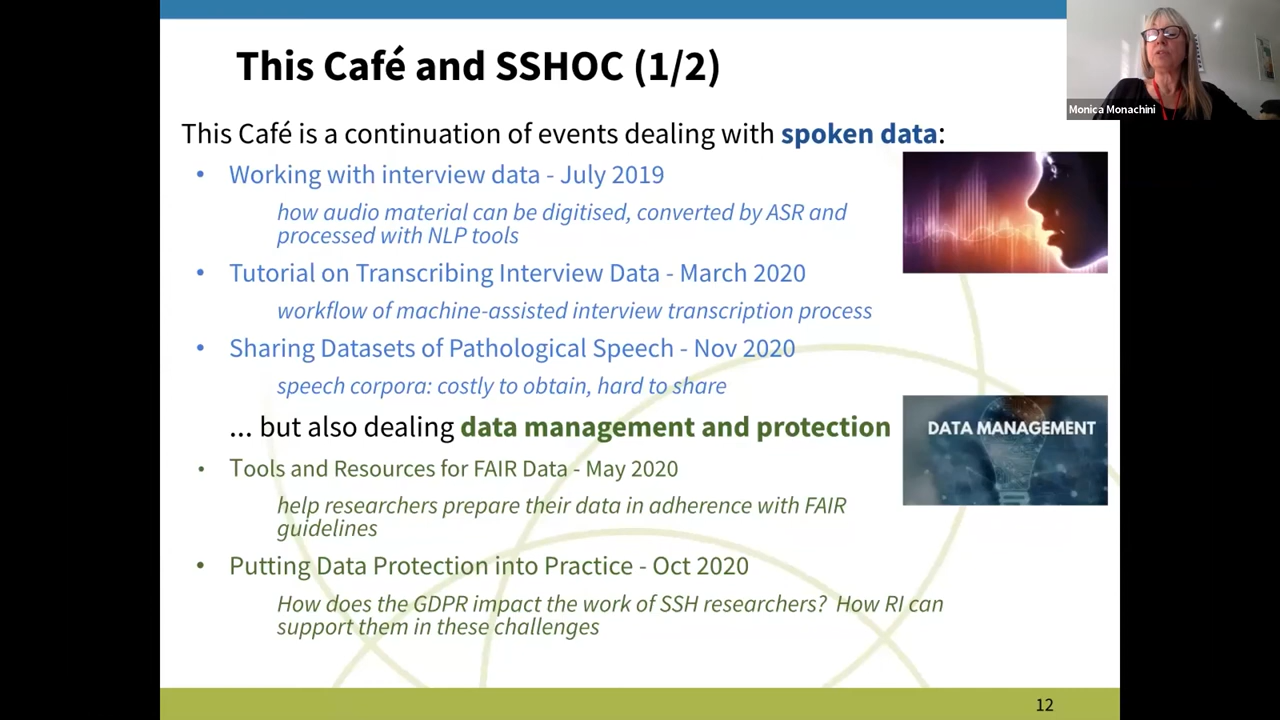 This Café and SSHOC (1/2)
Monica Monachini
This Café is a continuation of events dealing with spoken data:
• Working with interview data - July 2019
how audio material can be digitised, converted by ASR and
processed with NLP tools
• Tutorial on Transcribing Interview Data - March 2020
workflow of machine-assisted interview transcription process
• Sharing Datasets of Pathological Speech - Nov 2020
speech corpora: costly to obtain, hard to share
... but also dealing data management and protection
DATA MANAGEMENT
• Tools and Resources for FAIR Data - May 2020
help researchers prepare their data in adherence with FAIR
guidelines
• Putting Data Protection into Practice - Oct 2020
How does the GDPR impact the work of SSH researchers? How RI can
support them in these challenges
12